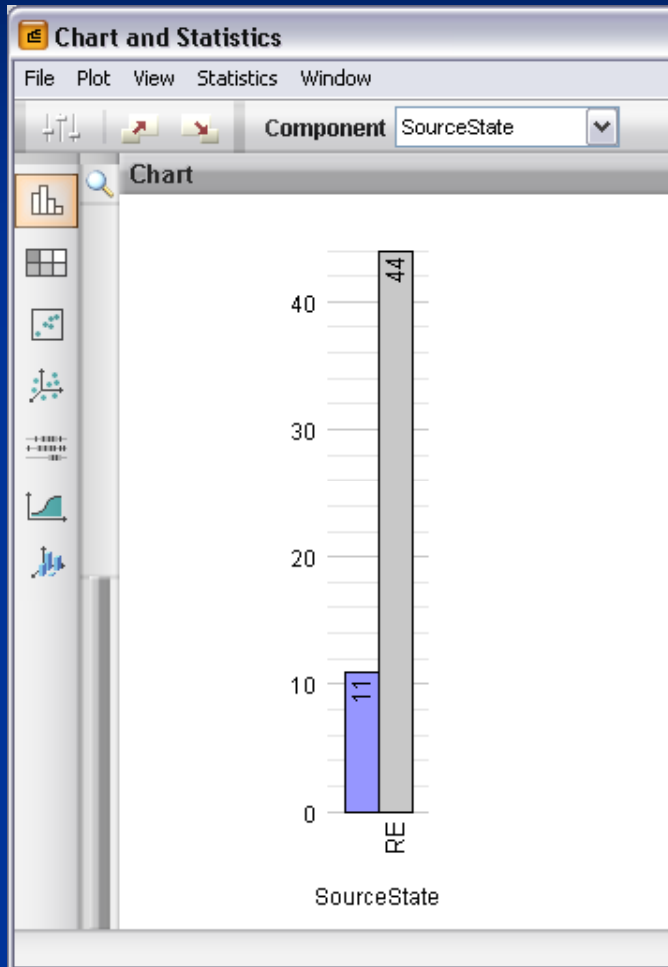 Chart and Statistics
File Plot View Statistics Window
Component SourceState
Chart
44
40
30
20
11
10
0
RE
SourceState